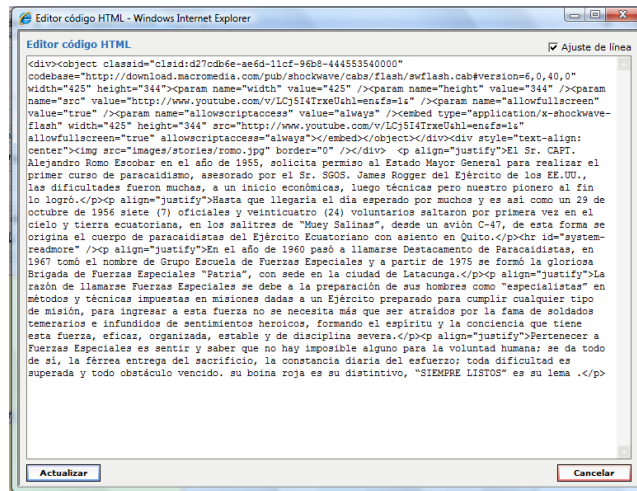 Editor código HTML - Windows Internet Explorer
Editor código HTML
Ajuste de línea
<div><object classid="clsid:d27cdb6e-ae6d-11cf-96b8-444553540000"
codebase="http://download.macromedia.com/pub/shockwave/cabs/flash/swflash.cab#version=6,0,40,0"
width="425" height="344"><param name="width" value="425" /><param name="height" value="344" /><param
name="src" value="http://www.youtube.com/v/LCj5I4TrxeU&hl=en&fs=1&" /><param name="allowfullscreen"
value="true" /><param name="allowscriptaccess" value="always" /><embed type="application/x-shockwave-
flash" width="425" height="344" src="http://www.youtube.com/v/LCj5I4TrxeU&hl=en&fs=1&"
allowfullscreen="true" allowscriptaccess="always"></embed></object></div><div style="text-align:
center"><img src="images/stories/romo.jpg" border="0" /></div>  <p align="justify">El Sr. CAPT.
Alejandro Romo Escobar en el año de 1955, solicita permiso al Estado Mayor General para realizar el
primer curso de paracaidismo, asesorado por el Sr. SGOS. James Rogger del Ejército de los EE.UU.,
las dificultades fueron muchas, a un inicio económicas, luego técnicas pero nuestro pionero al fin
lo logró.</p><p align="justify">Hasta que llegaría el día esperado por muchos y es así como un 29 de
octubre de 1956 siete (7) oficiales y veinticuatro (24) voluntarios saltaron por primera vez en el
cielo y tierra ecuatoriana, en los salitres de “Muey Salinas”, desde un avión C-47, de esta forma se
origina el cuerpo de paracaidistas del Ejército Ecuatoriano con asiento en Quito.</p><hr id="system-
readmore" /><p align="justify">En el año de 1960 pasó a llamarse Destacamento de Paracaidistas, en
1967 tomó el nombre de Grupo Escuela de Fuerzas Especiales y a partir de 1975 se formó la gloriosa
Brigada de Fuerzas Especiales “Patria”, con sede en la ciudad de Latacunga.</p><p align="justify">La
razón de llamarse Fuerzas Especiales se debe a la preparación de sus hombres como “especialistas” en
métodos y técnicas impuestas en misiones dadas a un Ejército preparado para cumplir cualquier tipo
de misión, para ingresar a esta fuerza no se necesita más que ser atraídos por la fama de soldados
temerarios e infundidos de sentimientos heroicos, formando el espíritu y la conciencia que tiene
esta fuerza, eficaz, organizada, estable y de disciplina severa.</p><p align="justify">Pertenecer a
Fuerzas Especiales es sentir y saber que no hay imposible alguno para la voluntad humana; se da todo
de sí, la férrea entrega del sacrificio, la constancia diaria del esfuerzo; toda dificultad es
superada y todo obstáculo vencido. su boina roja es su distintivo, “SIEMPRE LISTOS” es su lema .</p>
Actualizar
Cancelar